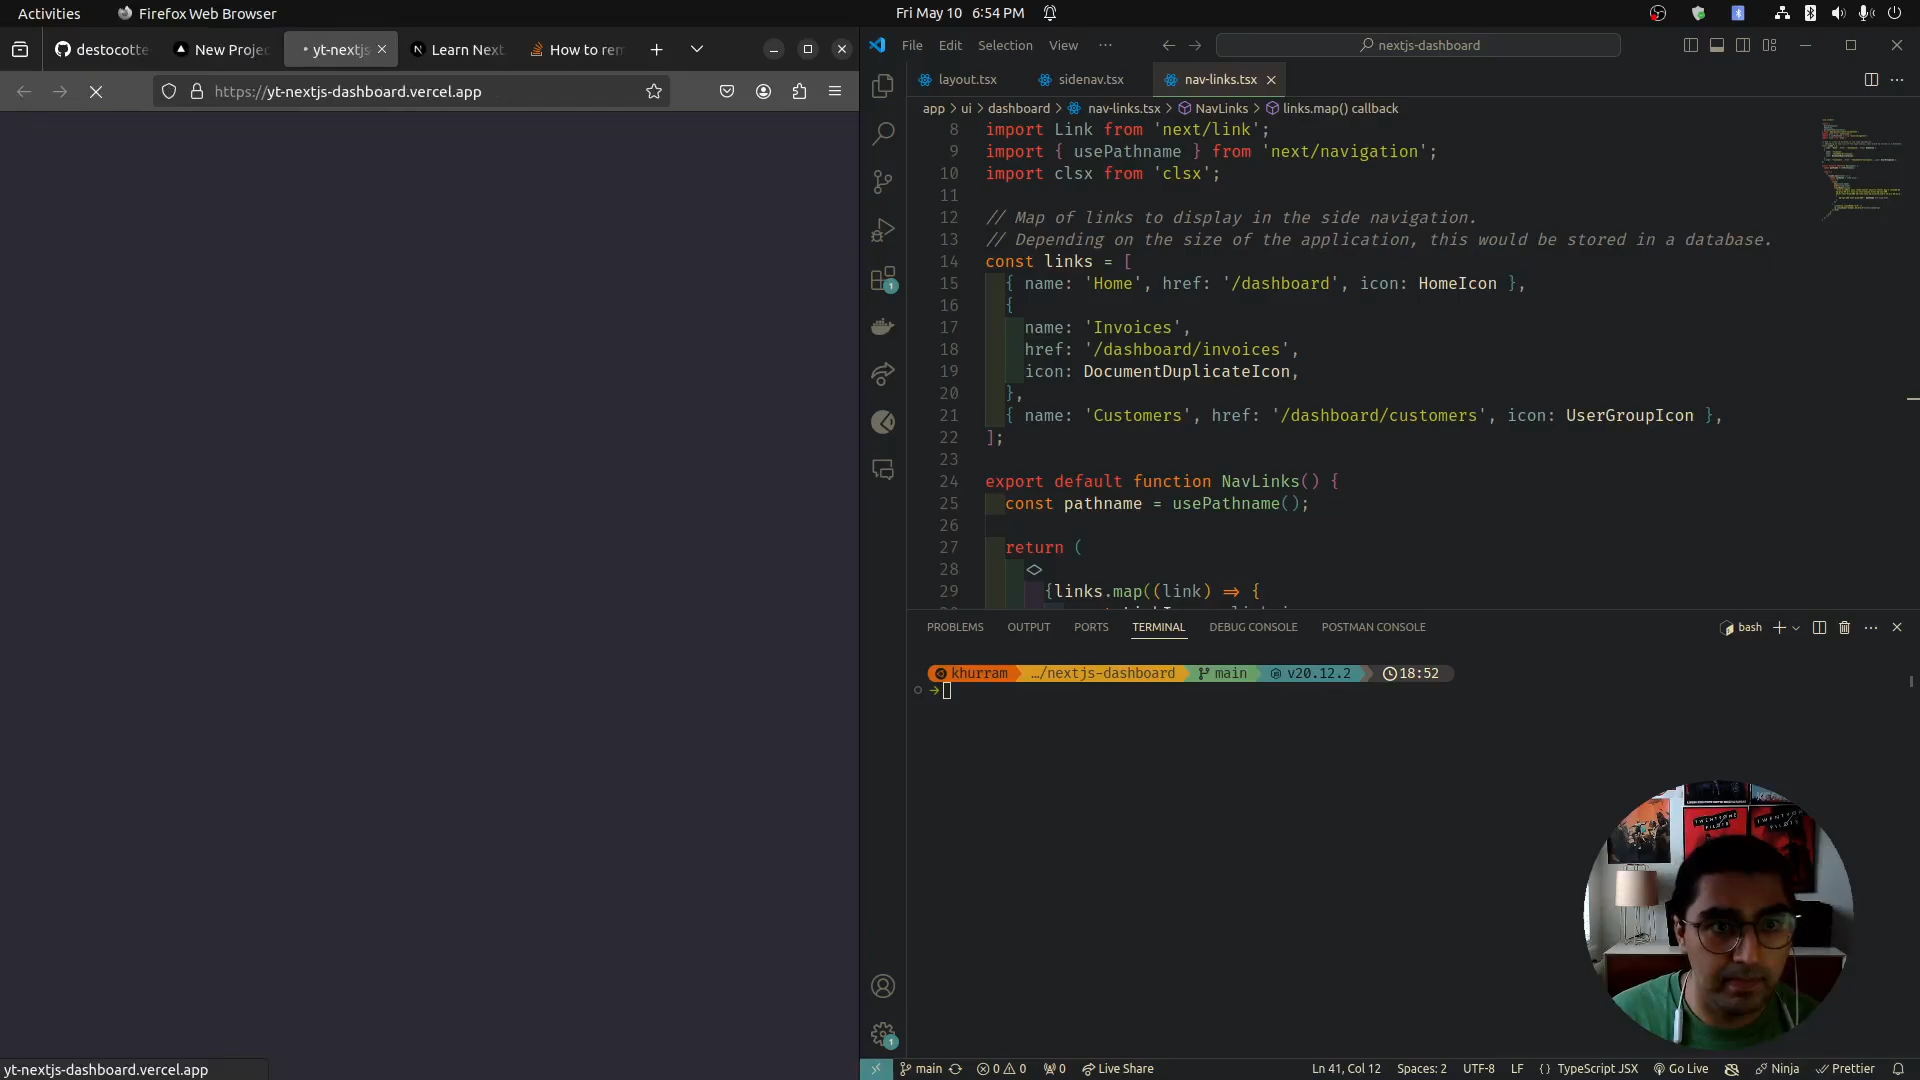 Activities
Firefox Web Browser
Fri May 10 6:54 PM
destocotte
New Projec
yt-nextjs-
Learn Next
How to rem
https://yt-nextjs-dashboard.vercel.app
File Edit Selection View ···
nextjs-dashboard
layout.tsx
sidenav.tsx
nav-links.tsx
app > ui > dashboard > nav-links.tsx > NavLinks > links.map() callback
8 import Link from 'next/link';
9 import { usePathname } from 'next/navigation';
10 import clsx from 'clsx';
11
12 // Map of links to display in the side navigation.
13 // Depending on the size of the application, this would be stored in a database.
14 const links = [
15 { name: 'Home', href: '/dashboard', icon: HomeIcon },
16 {
17 name: 'Invoices',
18 href: '/dashboard/invoices',
19 icon: DocumentDuplicateIcon,
20 },
21 { name: 'Customers', href: '/dashboard/customers', icon: UserGroupIcon },
22 ];
23
24 export default function NavLinks() {
25 const pathname = usePathname();
26
27 return (
28 <>
29 {links.map((link) => {
PROBLEMS OUTPUT PORTS TERMINAL DEBUG CONSOLE POSTMAN CONSOLE
bash
khurram …/nextjs-dashboard main v20.12.2 18:52
TWENTY ONE PILOTS
yt-nextjs-dashboard.vercel.app
main 0 0 0 Live Share
Ln 41, Col 12 Spaces: 2 UTF-8 LF {} TypeScript JSX Go Live Ninja Prettier